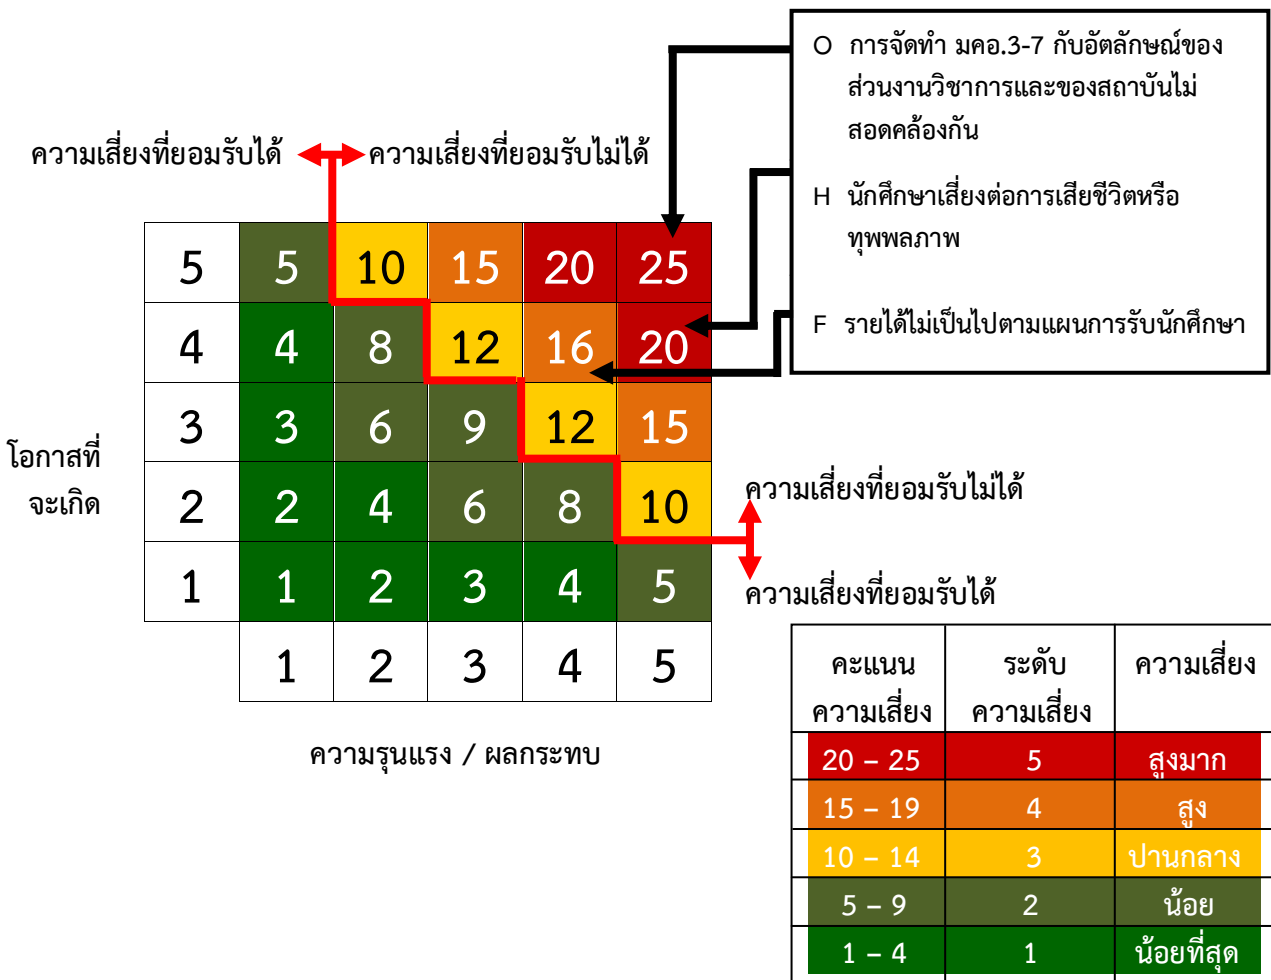 O การจัดทำ มคอ.3-7 กับอัตลักษณ์ของ
ส่วนงานวิชาการและของสถาบันไม่
สอดคล้องกัน
H นักศึกษาเสี่ยงต่อการเสียชีวิตหรือ
ทุพพลภาพ
F รายได้ไม่เป็นไปตามแผนการรับนักศึกษา
ความเสี่ยงที่ยอมรับได้ ความเสี่ยงที่ยอมรับไม่ได้
5 5 10 15 20 25
4 4 8 12 16 20
3 3 6 9 12 15
โอกาสที่
จะเกิด
2 2 4 6 8 10
1 1 2 3 4 5
1 2 3 4 5
ความรุนแรง / ผลกระทบ
ความเสี่ยงที่ยอมรับไม่ได้
ความเสี่ยงที่ยอมรับได้
คะแนน ระดับ ความเสี่ยง
ความเสี่ยง ความเสี่ยง
20 – 25 5 สูงมาก
15 – 19 4 สูง
10 – 14 3 ปานกลาง
5 – 9 2 น้อย
1 – 4 1 น้อยที่สุด